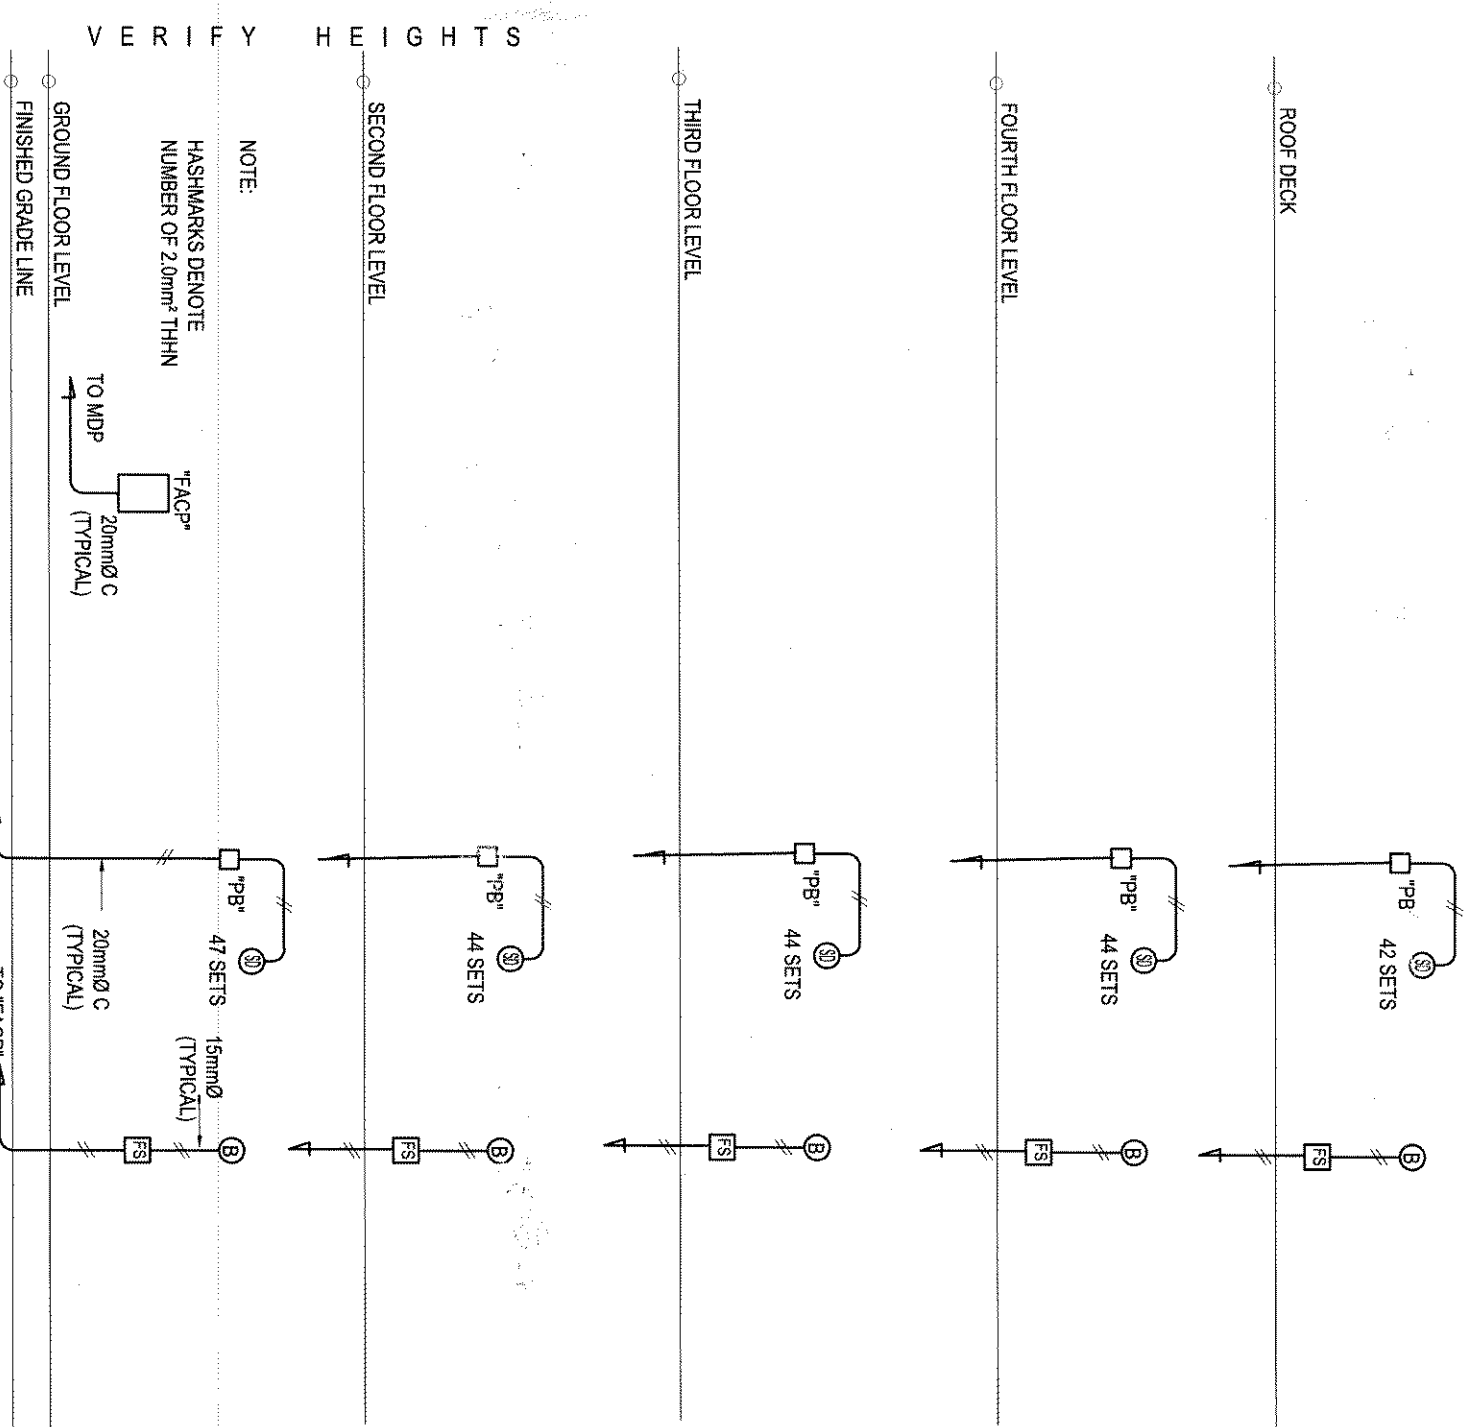 VERIFY HEIGHTS
ROOF DECK
"PB
SD
42 SETS
FS
B
FOURTH FLOOR LEVEL
"PB"
SD
44 SETS
FS
B
THIRD FLOOR LEVEL
"PB"
SD
44 SETS
FS
B
SECOND FLOOR LEVEL
"PB"
SD
44 SETS
FS
B
NOTE:
HASHMARKS DENOTE
NUMBER OF 2.0mm² THHN
"FACP"
TO MDP
20mmØ C
(TYPICAL)
"PB"
SD
47 SETS
20mmØ C
(TYPICAL)
15mmØ
(TYPICAL)
FS
B
GROUND FLOOR LEVEL
FINISHED GRADE LINE